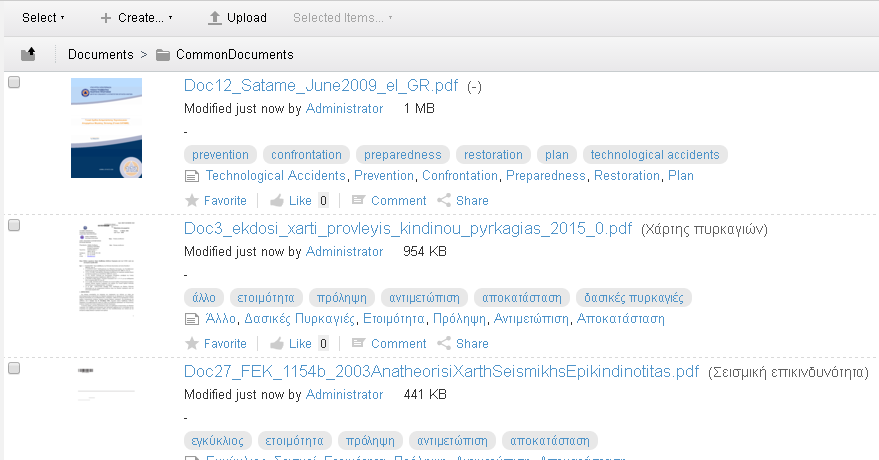 Select Create... Upload Selected Items...
Documents > CommonDocuments
Doc12_Satame_June2009_el_GR.pdf (-)
Modified just now by Administrator 1 MB
-
prevention confrontation preparedness restoration plan technological accidents
Technological Accidents, Prevention, Confrontation, Preparedness, Restoration, Plan
Favorite Like 0 Comment Share
Doc3_ekdosi_xarti_provleyis_kindinou_pyrkagias_2015_0.pdf (Χάρτης πυρκαγιών)
Modified just now by Administrator 954 KB
-
άλλο ετοιμότητα πρόληψη αντιμετώπιση αποκατάσταση δασικές πυρκαγιές
Άλλο, Δασικές Πυρκαγιές, Ετοιμότητα, Πρόληψη, Αντιμετώπιση, Αποκατάσταση
Favorite Like 0 Comment Share
Doc27_FEK_1154b_2003AnatheorisiXarthSeismikhsEpikindinotitas.pdf (Σεισμική επικινδυνότητα)
Modified just now by Administrator 441 KB
-
εγκύκλιος ετοιμότητα πρόληψη αντιμετώπιση αποκατάσταση